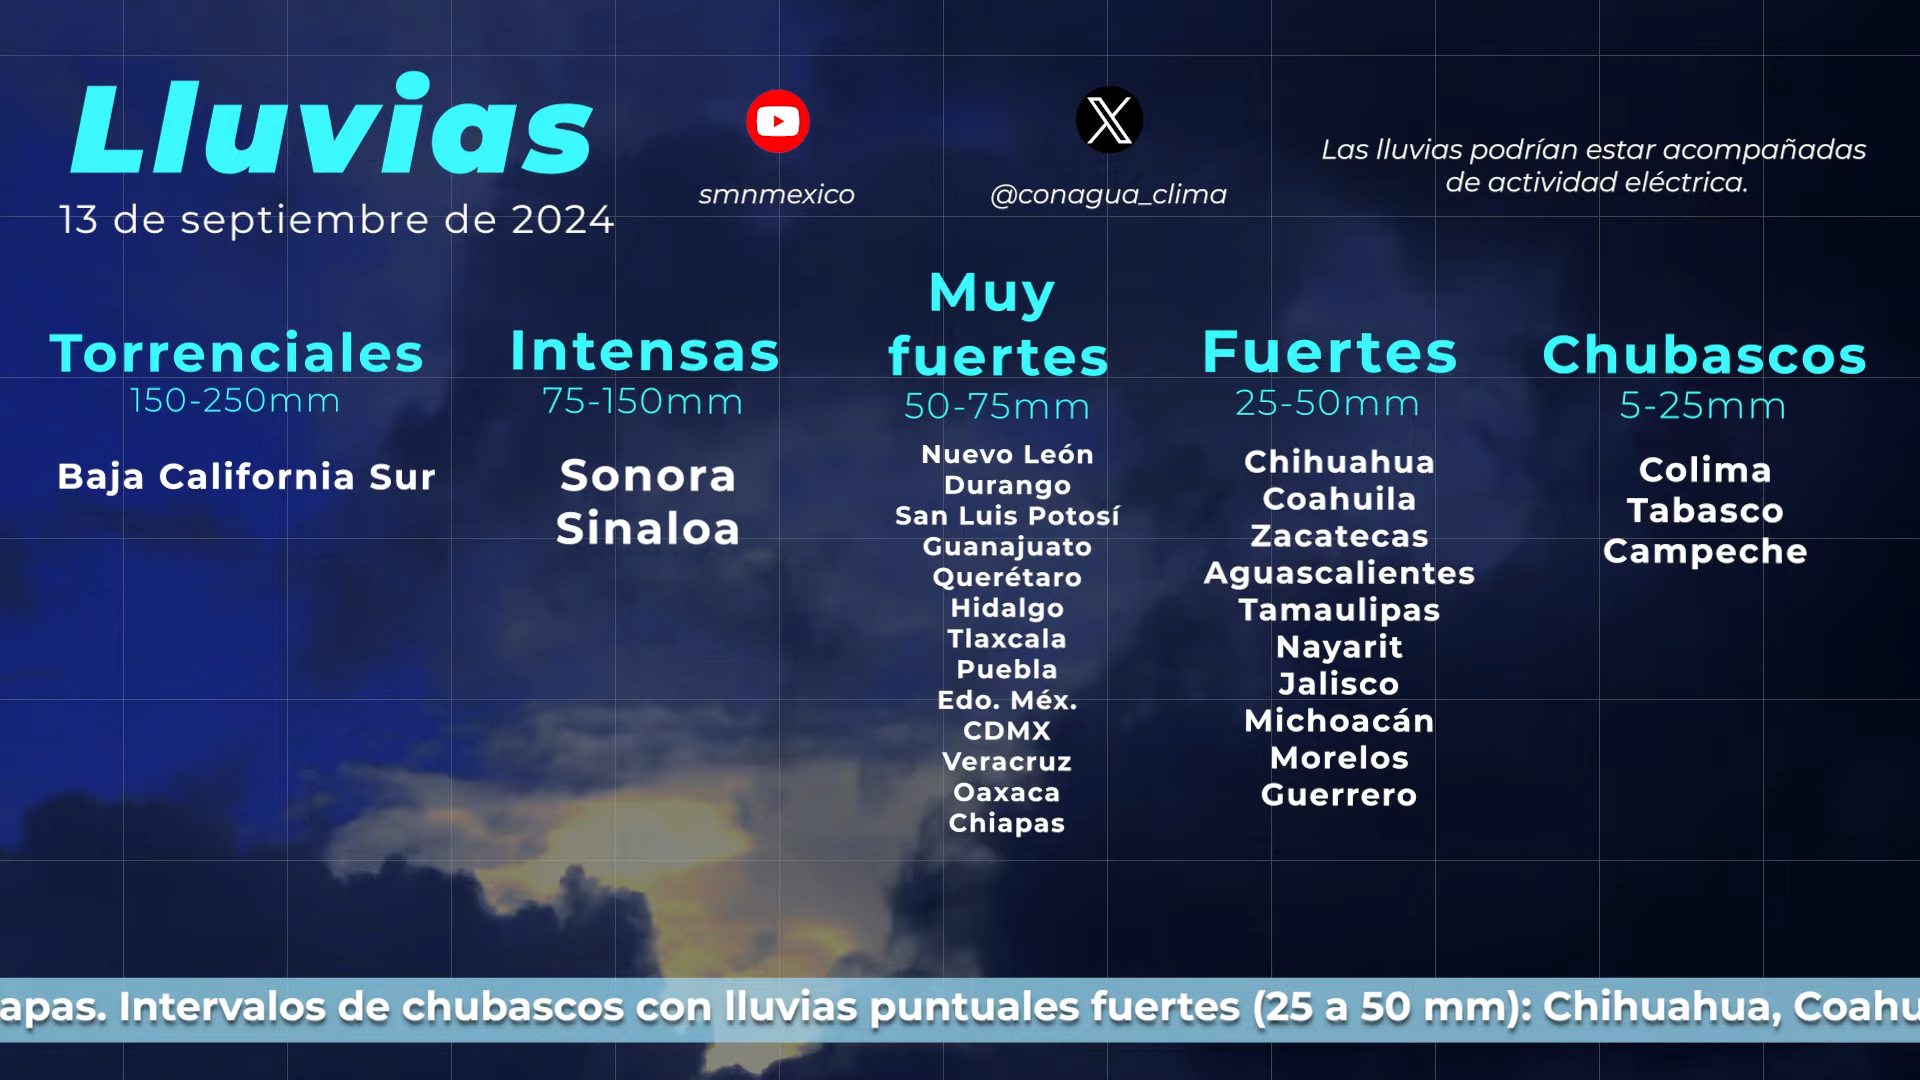 Lluvias
13 de septiembre de 2024
smnmexico
@conagua_clima
Las lluvias podrían estar acompañadas
de actividad eléctrica.
Torrenciales
150-250mm
Baja California Sur
Intensas
75-150mm
Sonora
Sinaloa
Muy
fuertes
50-75mm
Nuevo León
Durango
San Luis Potosí
Guanajuato
Querétaro
Hidalgo
Tlaxcala
Puebla
Edo. Méx.
CDMX
Veracruz
Oaxaca
Chiapas
Fuertes
25-50mm
Chihuahua
Coahuila
Zacatecas
Aguascalientes
Tamaulipas
Nayarit
Jalisco
Michoacán
Morelos
Guerrero
Chubascos
5-25mm
Colima
Tabasco
Campeche
apas. Intervalos de chubascos con lluvias puntuales fuertes (25 a 50 mm): Chihuahua, Coahu